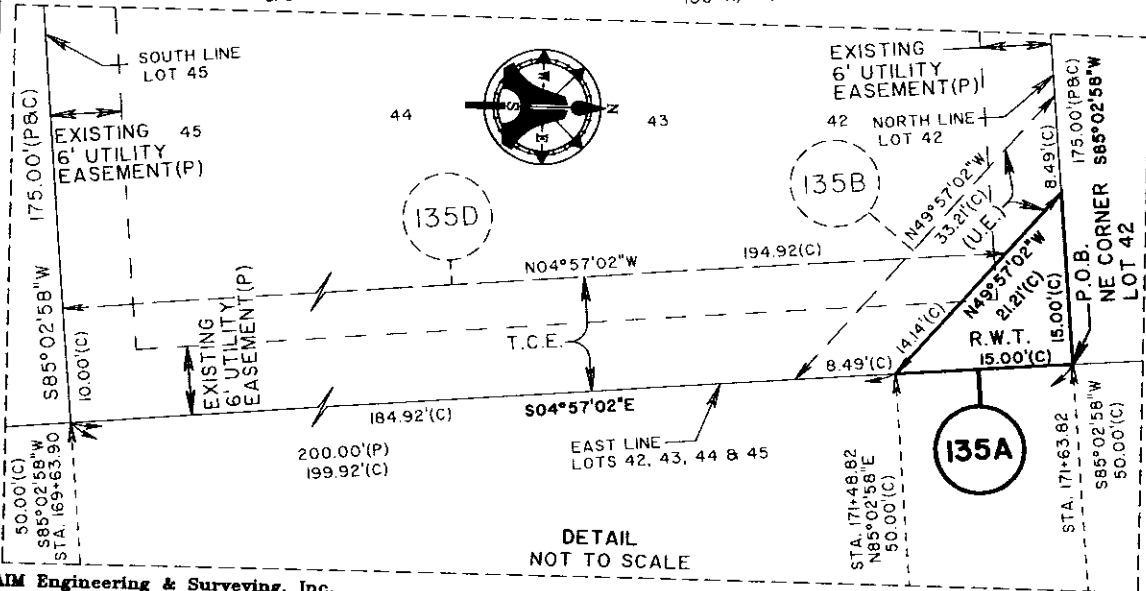 SOUTH LINE
LOT 45
175.00'(P&C)
S85°02'58"W
10.00'(C)
EXISTING 45
6' UTILITY
EASEMENT(P)
44
S
W
E
N
43
EXISTING
6' UTILITY
EASEMENT(P)
42
NORTH LINE
LOT 42
175.00'(P&C)
S85°02'58"W
8.49'(C)
135D
135B
N49°57'02"W
33.21'(C)
(U.E.)
N04°57'02"W
194.92(C)
N49°57'02"W
21.21'(C)
14.14'(C)
R.W.T.
15.00'(C)
15.00'(C)
P.O.B.
NE CORNER
LOT 42
T.C.E.
EXISTING
6' UTILITY
EASEMENT(P)
8.49'(C)
184.92'(C)
S04°57'02"E
200.00'(P)
199.92'(C)
EAST LINE
LOTS 42, 43, 44 & 45
135A
50.00'(C)
S85°02'58"W
STA. 169+63.90
STA. 171+48.82
N85°02'58"E
50.00'(C)
STA. 171+63.82
S85°02'58"W
50.00'(C)
DETAIL
NOT TO SCALE
AIM Engineering & Surveying, Inc.